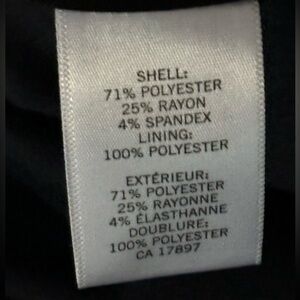 SHELL:
71% POLYESTER
25% RAYON
4% SPANDEX
LINING:
100% POLYESTER
EXTÉRIEUR:
71% POLYESTER
25% RAYONNE
4% ÉLASTHANNE
DOUBLURE:
100% POLYESTER
CA 17897